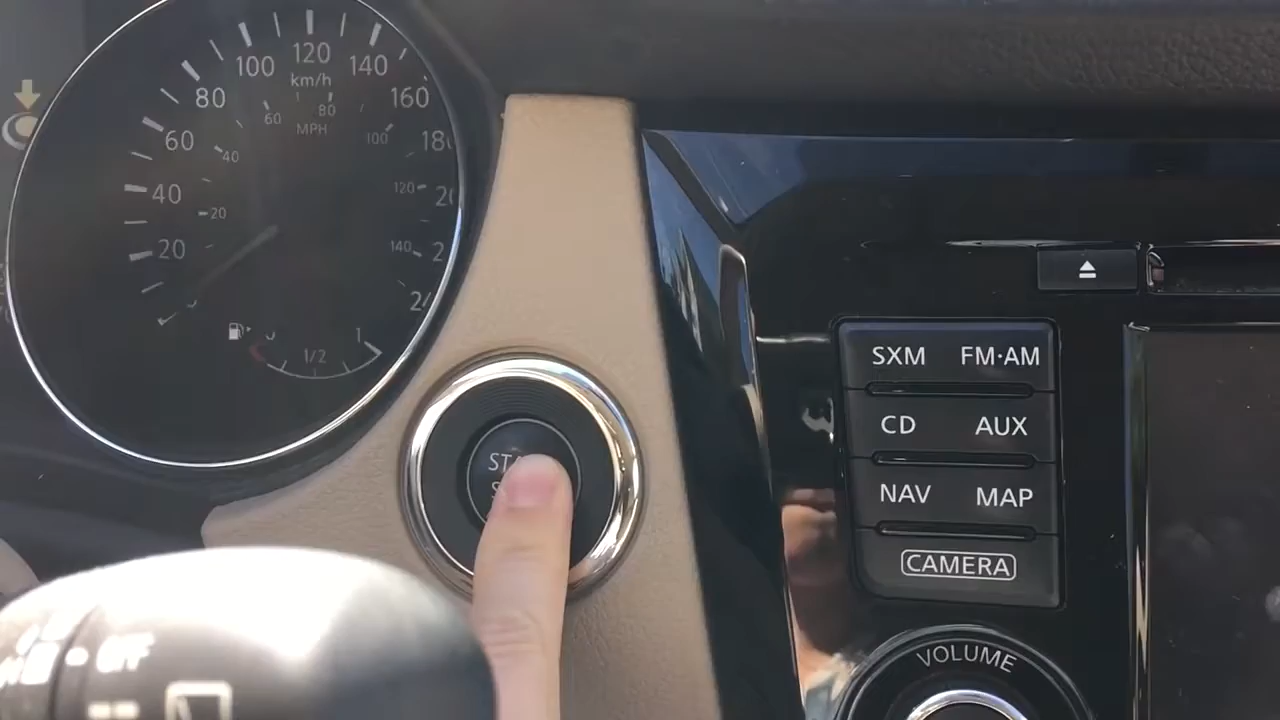 120
100 140
km/h
80 160
60 80
MPH
60 100
40
40 120
20
20 140
1/2 1
SXM FM·AM
CD AUX
NAV MAP
CAMERA
VOLUME
OFF